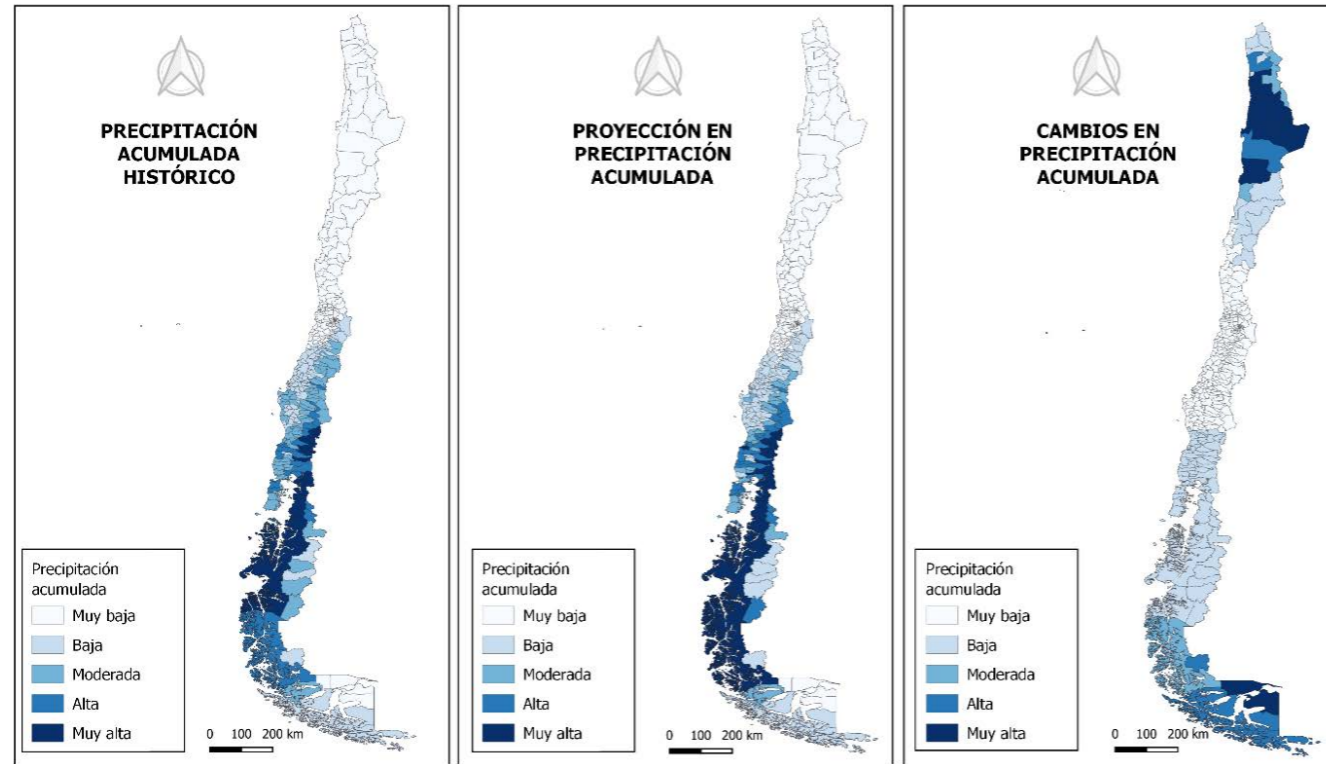 PRECIPITACIÓN
ACUMULADA
HISTÓRICO
Precipitación
acumulada
Muy baja
Baja
Moderada
Alta
Muy alta
0 100 200 km
PROYECCIÓN EN
PRECIPITACIÓN
ACUMULADA
Precipitación
acumulada
Muy baja
Baja
Moderada
Alta
Muy alta
0 100 200 km
CAMBIOS EN
PRECIPITACIÓN
ACUMULADA
Precipitación
acumulada
Muy baja
Baja
Moderada
Alta
Muy alta
0 100 200 km